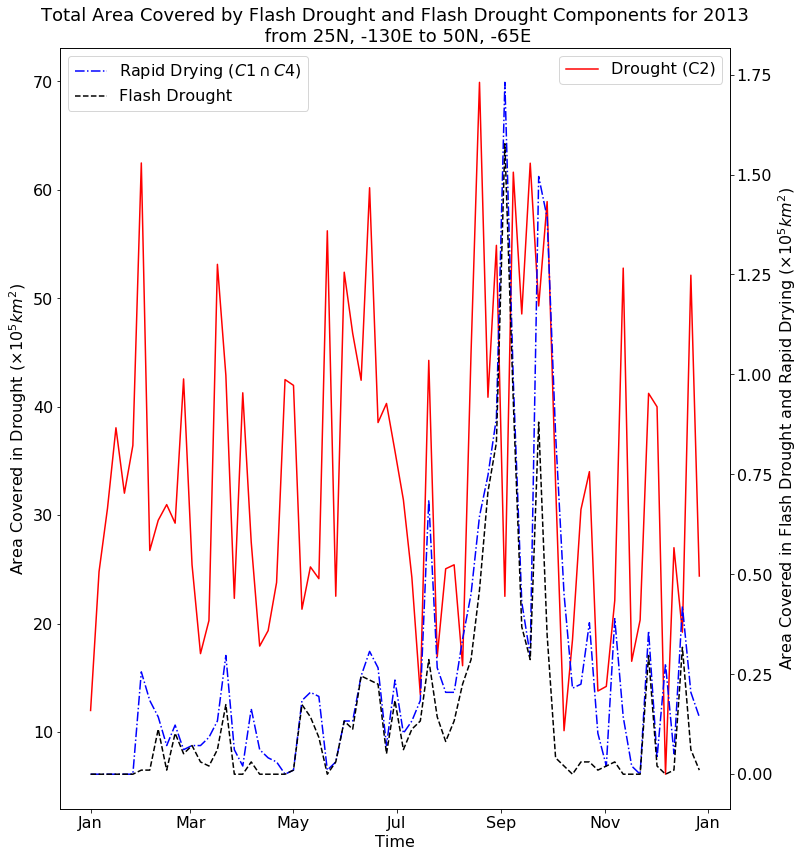 Total Area Covered by Flash Drought and Flash Drought Components for 2013
from 25N, -130E to 50N, -65E
Rapid Drying (C1 ∩ C4)
Flash Drought
Drought (C2)
Area Covered in Drought (×10⁵km²)
70
60
50
40
30
20
10
1.75
1.50
1.25
1.00
0.75
0.50
0.25
0.00
Area Covered in Flash Drought and Rapid Drying (×10⁵km²)
Jan Mar May Jul Sep Nov Jan
Time